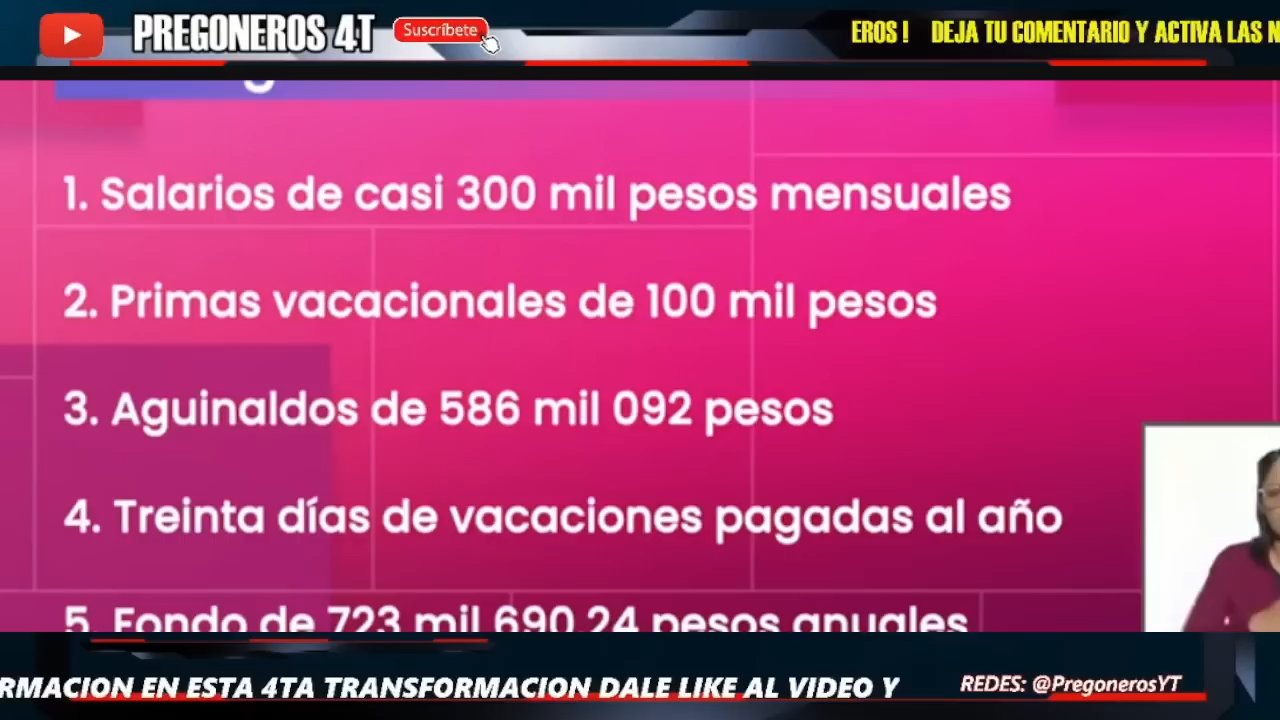 PREGONEROS 4T
Suscríbete
EROS ! DEJA TU COMENTARIO Y ACTIVA LAS N
1. Salarios de casi 300 mil pesos mensuales
2. Primas vacacionales de 100 mil pesos
3. Aguinaldos de 586 mil 092 pesos
4. Treinta días de vacaciones pagadas al año
5. Fondo de 723 mil 690.24 pesos anuales
RMACION EN ESTA 4TA TRANSFORMACION DALE LIKE AL VIDEO Y
REDES: @PregonerosYT